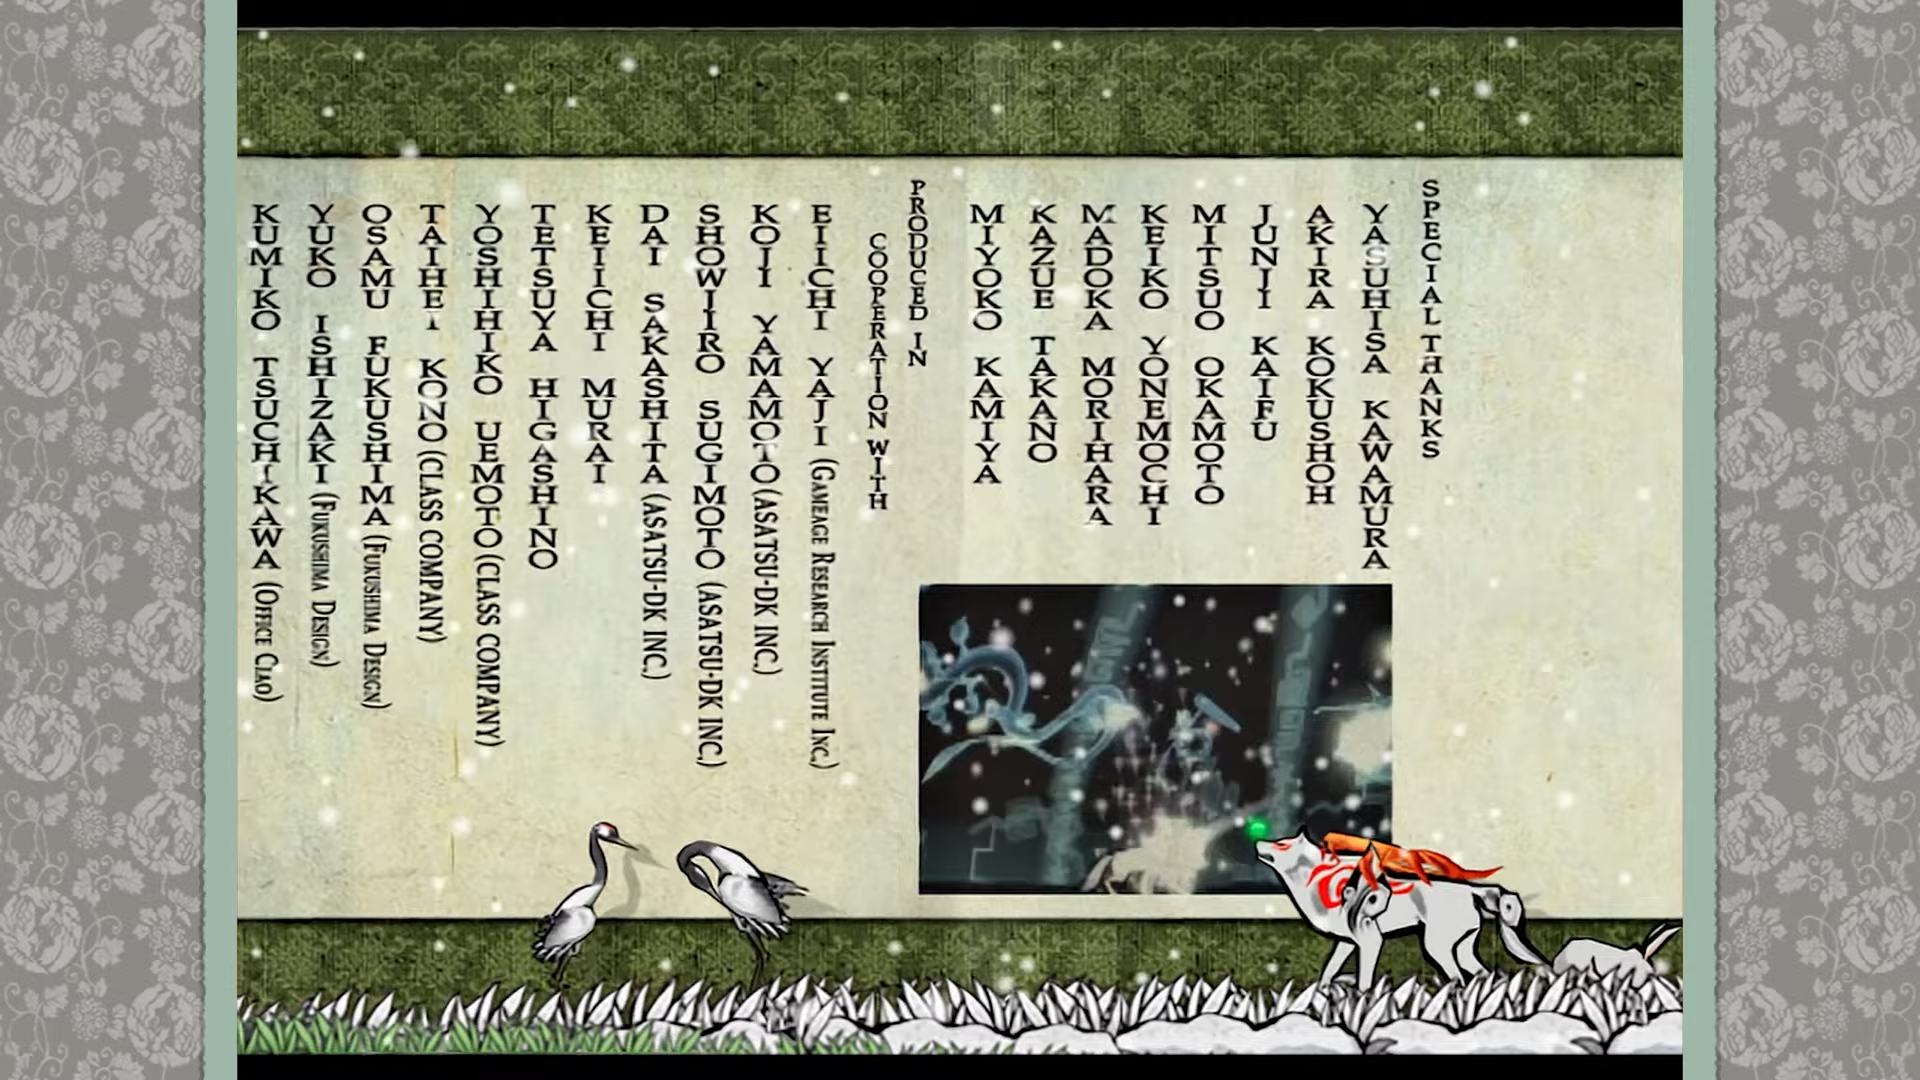 SPECIAL THANKS
YASUHISA KAWAMURA
AKIRA KOKUSHOH
JUNJI KAIFU
MITSUO OKAMOTO
KEIKO YONEMOCHI
MADOKA MORIHARA
KAZUE TAKANO
MIYOKO KAMIYA
PRODUCED IN
COOPERATION WITH
EIICHI YAJI (GAMEAGE RESEARCH INSTITUTE INC.)
KOJI YAMAMOTO (ASATSU-DK INC.)
SHOWJIRO SUGIMOTO (ASATSU-DK INC.)
DAI SAKASHITA (ASATSU-DK INC.)
KEIICHI MURAI
TETSUYA HIGASHINO
YOSHIHIKO UEMOTO (CLASS COMPANY)
TAIHEI KONO (CLASS COMPANY)
OSAMU FUKUSHIMA (FUKUSHIMA DESIGN)
YUKO ISHIZAKI (FUKUSHIMA DESIGN)
KUMIKO TSUCHIKAWA (OFFICE CIAO)